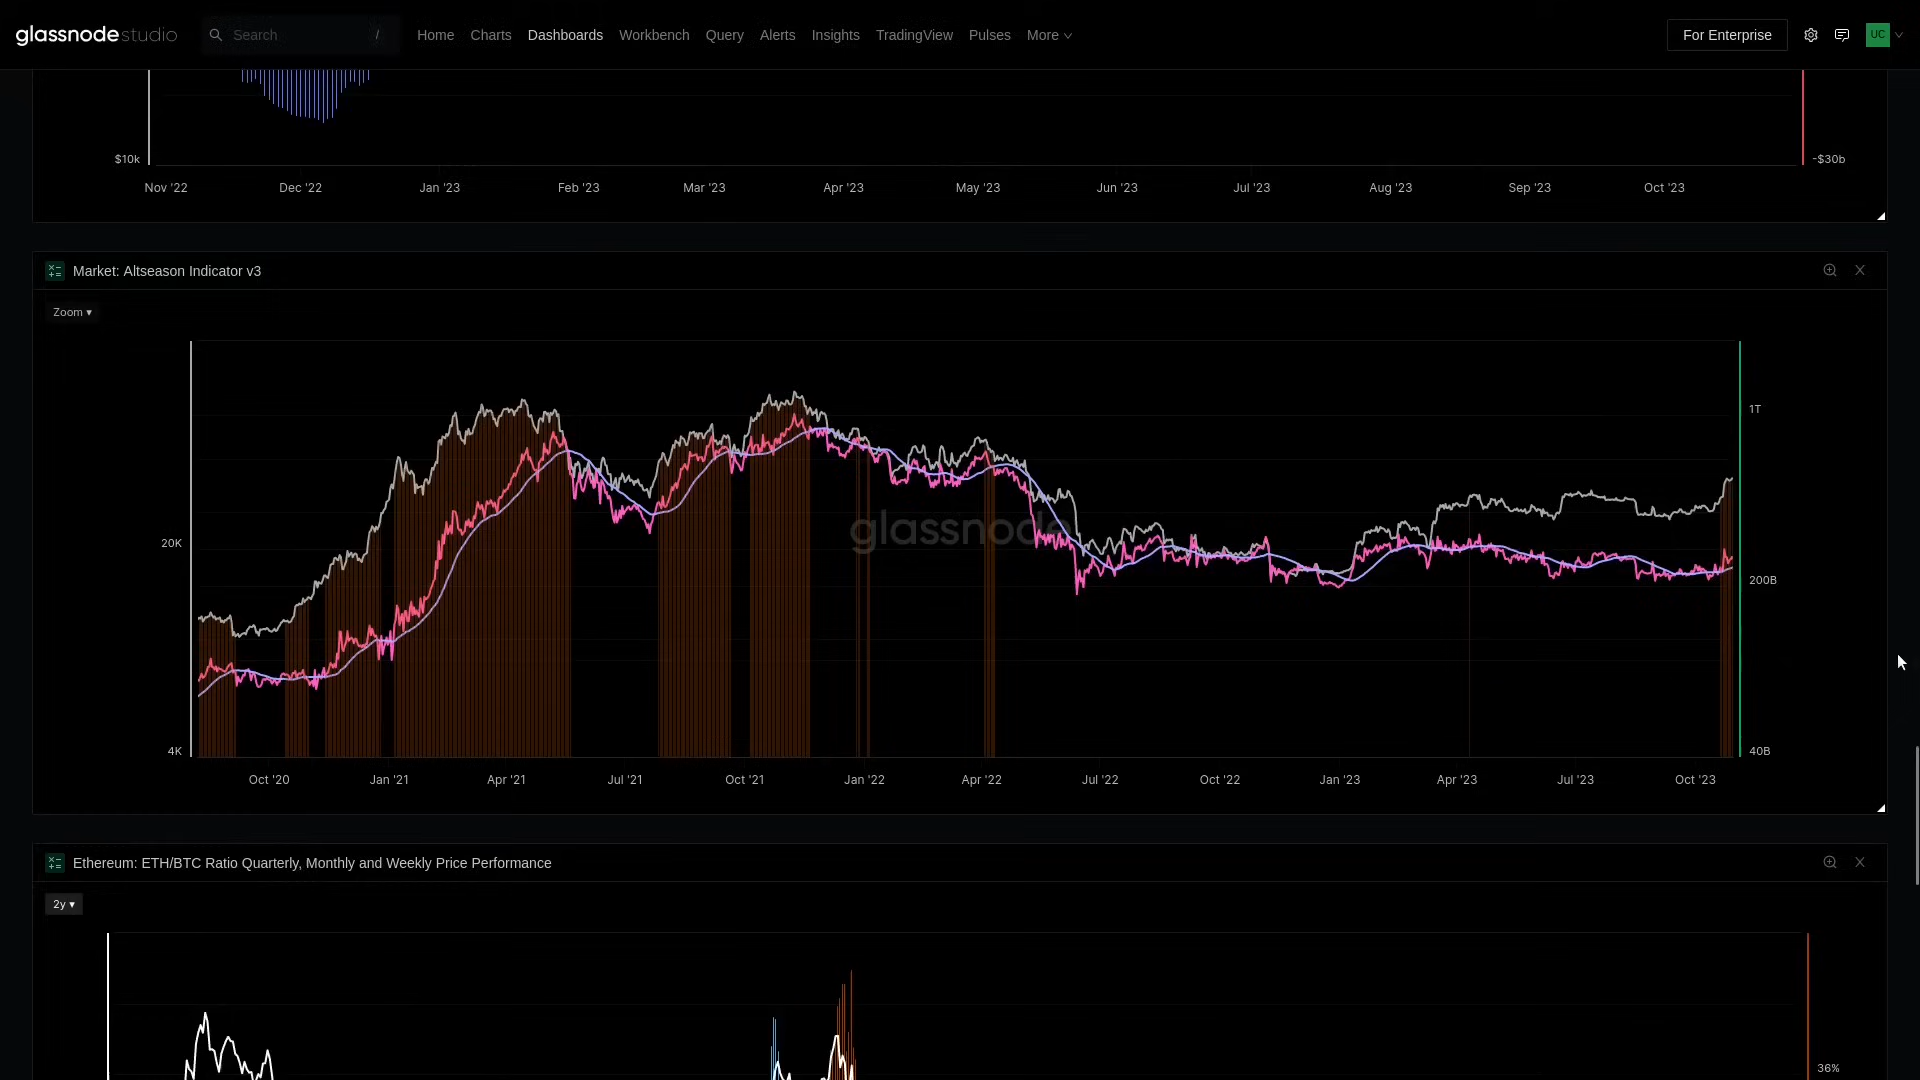 glassnodestudio Search / Home Charts Dashboards Workbench Query Alerts Insights TradingView Pulses More For Enterprise UC
$10k -$30b
Nov '22 Dec '22 Jan '23 Feb '23 Mar '23 Apr '23 May '23 Jun '23 Jul '23 Aug '23 Sep '23 Oct '23
Market: Altseason Indicator v3
Zoom ▾
1T
glassnode
20K
200B
4K 40B
Oct '20 Jan '21 Apr '21 Jul '21 Oct '21 Jan '22 Apr '22 Jul '22 Oct '22 Jan '23 Apr '23 Jul '23 Oct '23
Ethereum: ETH/BTC Ratio Quarterly, Monthly and Weekly Price Performance
2y ▾
36%